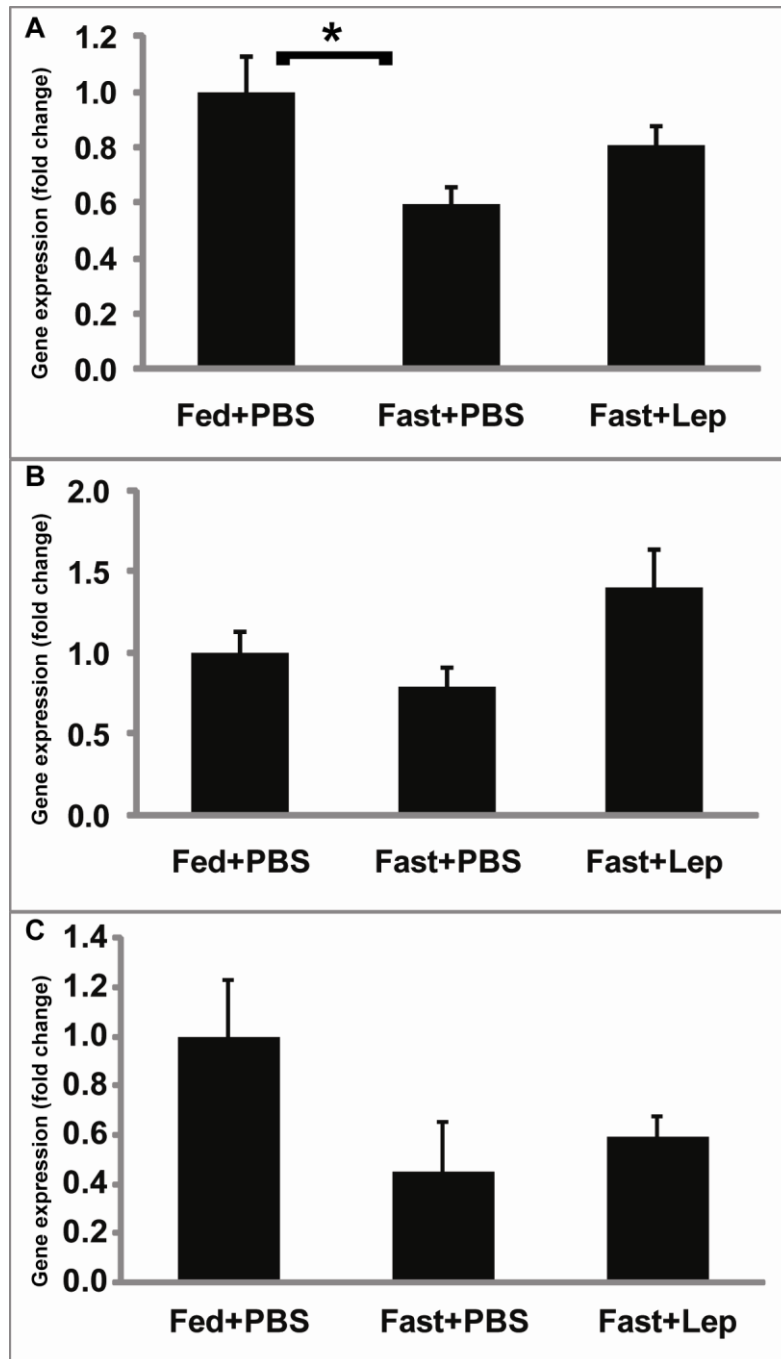 A
Gene expression (fold change)
1.2
1.0
0.8
0.6
0.4
0.2
0.0
*
Fed+PBS Fast+PBS Fast+Lep
B
Gene expression (fold change)
2.0
1.5
1.0
0.5
0.0
Fed+PBS Fast+PBS Fast+Lep
C
Gene expression (fold change)
1.4
1.2
1.0
0.8
0.6
0.4
0.2
0.0
Fed+PBS Fast+PBS Fast+Lep